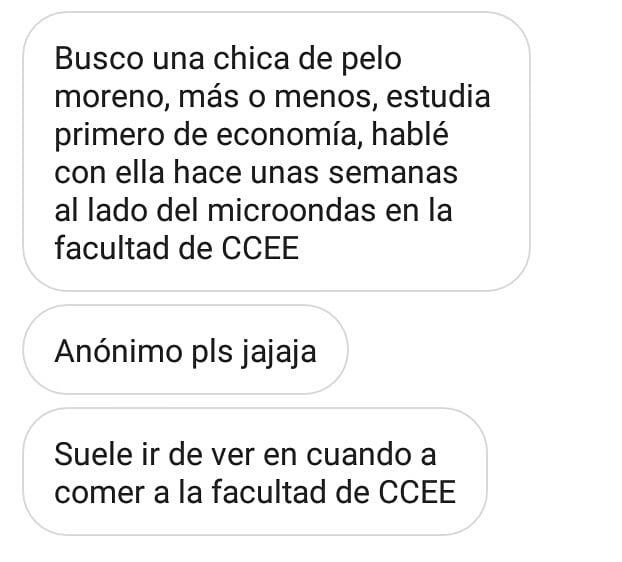 Busco una chica de pelo
moreno, más o menos, estudia
primero de economía, hablé
con ella hace unas semanas
al lado del microondas en la
facultad de CCEE
Anónimo pls jajaja
Suele ir de ver en cuando a
comer a la facultad de CCEE